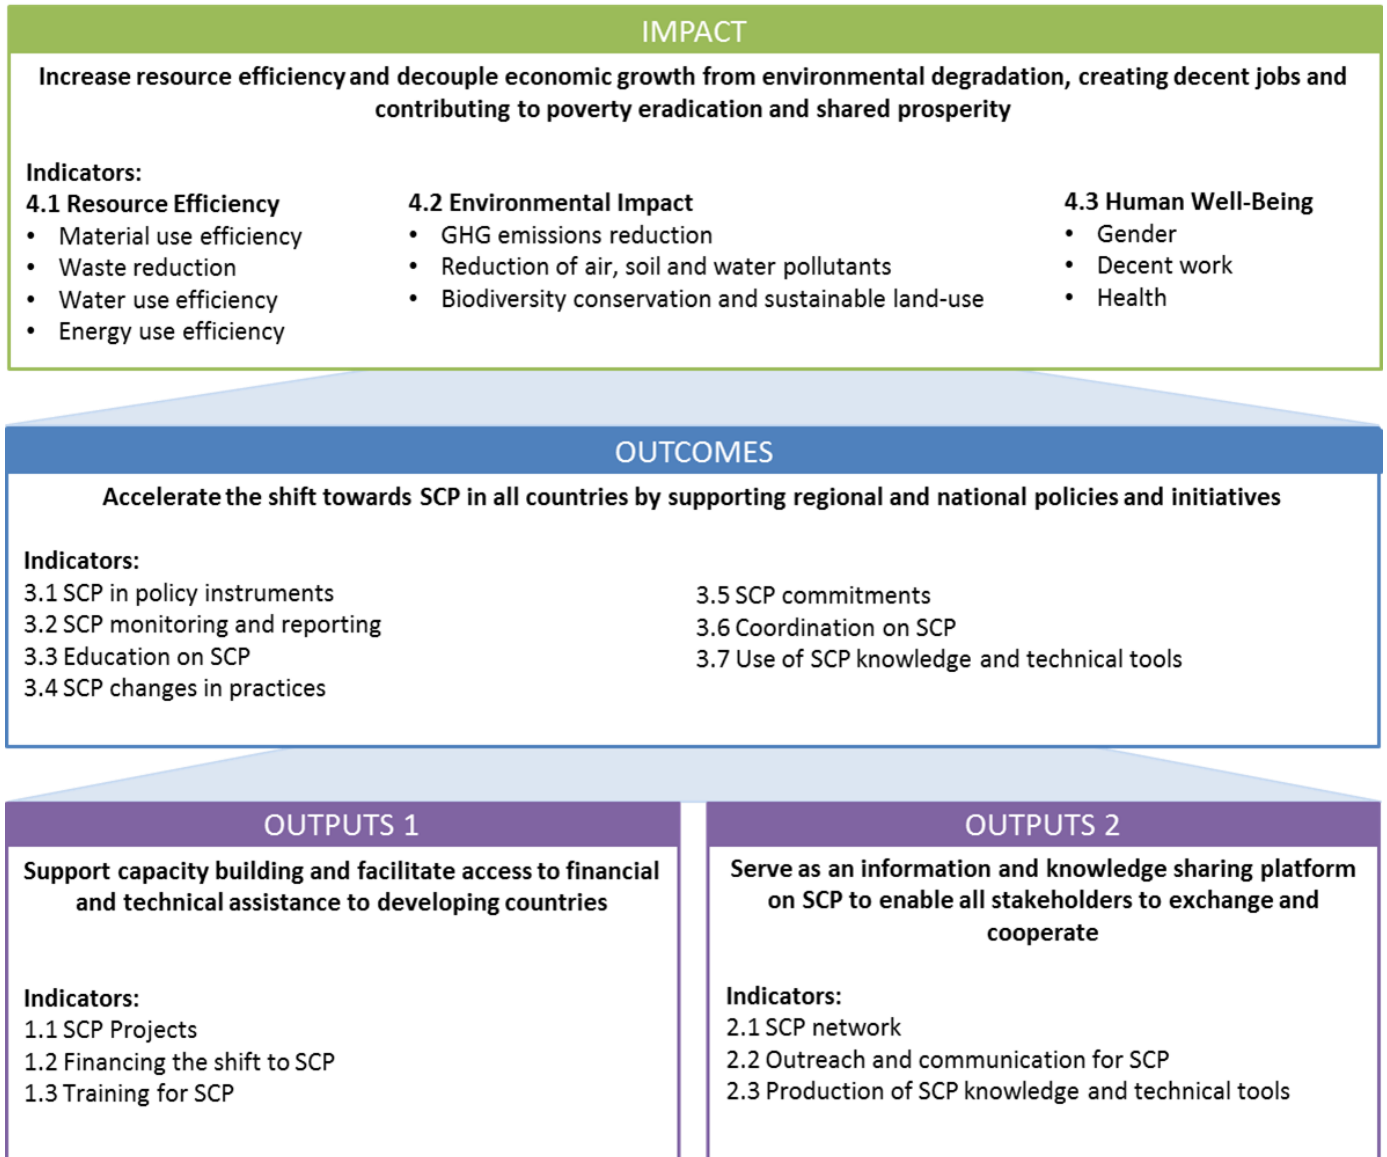 IMPACT
Increase resource efficiency and decouple economic growth from environmental degradation, creating decent jobs and
contributing to poverty eradication and shared prosperity
Indicators:
4.1 Resource Efficiency
• Material use efficiency
• Waste reduction
• Water use efficiency
• Energy use efficiency
4.2 Environmental Impact
• GHG emissions reduction
• Reduction of air, soil and water pollutants
• Biodiversity conservation and sustainable land-use
4.3 Human Well-Being
• Gender
• Decent work
• Health
OUTCOMES
Accelerate the shift towards SCP in all countries by supporting regional and national policies and initiatives
Indicators:
3.1 SCP in policy instruments
3.2 SCP monitoring and reporting
3.3 Education on SCP
3.4 SCP changes in practices
3.5 SCP commitments
3.6 Coordination on SCP
3.7 Use of SCP knowledge and technical tools
OUTPUTS 1
Support capacity building and facilitate access to financial
and technical assistance to developing countries
Indicators:
1.1 SCP Projects
1.2 Financing the shift to SCP
1.3 Training for SCP
OUTPUTS 2
Serve as an information and knowledge sharing platform
on SCP to enable all stakeholders to exchange and
cooperate
Indicators:
2.1 SCP network
2.2 Outreach and communication for SCP
2.3 Production of SCP knowledge and technical tools